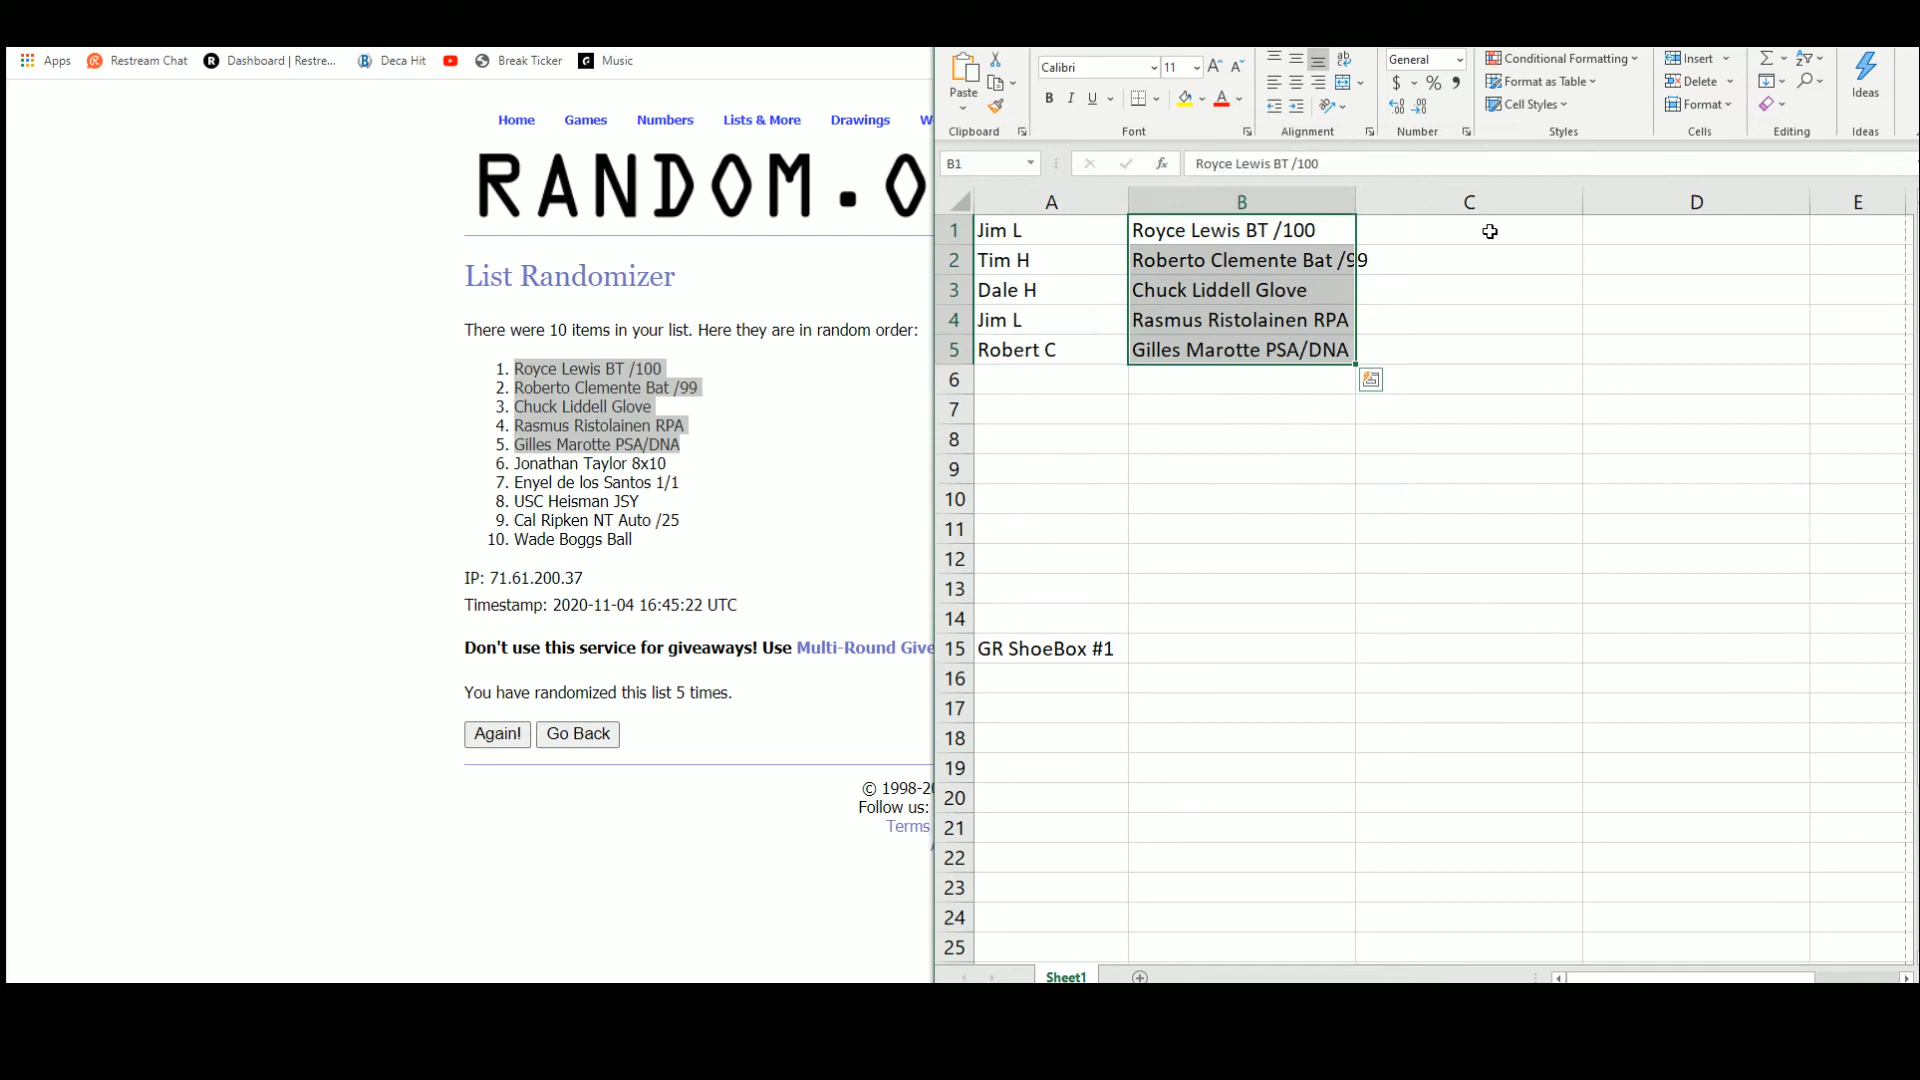 Apps Restream Chat Dashboard | Restre... Deca Hit Break Ticker Music
Home Games Numbers Lists & More Drawings
RANDOM.O
List Randomizer
There were 10 items in your list. Here they are in random order:
1. Royce Lewis BT /100
2. Roberto Clemente Bat /99
3. Chuck Liddell Glove
4. Rasmus Ristolainen RPA
5. Gilles Marotte PSA/DNA
6. Jonathan Taylor 8x10
7. Enyel de los Santos 1/1
8. USC Heisman JSY
9. Cal Ripken NT Auto /25
10. Wade Boggs Ball
IP: 71.61.200.37
Timestamp: 2020-11-04 16:45:22 UTC
Don't use this service for giveaways! Use Multi-Round Give
You have randomized this list 5 times.
Again! Go Back
© 1998-2
Follow us:
Terms
Paste Calibri 11 General Conditional Formatting Insert
B I U $ % Format as Table Delete Ideas
Cell Styles Format
Clipboard Font Alignment Number Styles Cells Editing Ideas
B1 fx Royce Lewis BT /100
A B C D E
1 Jim L Royce Lewis BT /100
2 Tim H Roberto Clemente Bat /99
3 Dale H Chuck Liddell Glove
4 Jim L Rasmus Ristolainen RPA
5 Robert C Gilles Marotte PSA/DNA
6
7
8
9
10
11
12
13
14
15 GR ShoeBox #1
16
17
18
19
20
21
22
23
24
25
Sheet1